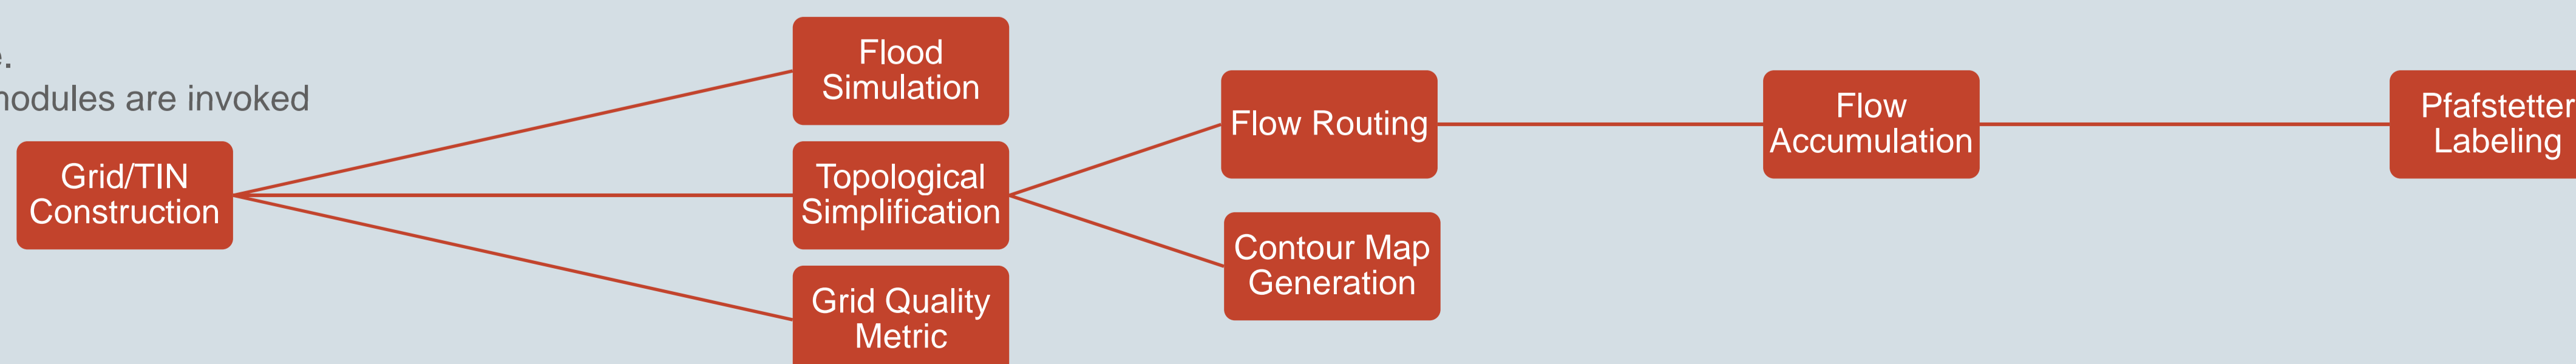 e.
modules are invoked
Grid/TIN
Construction
Flood
Simulation
Topological
Simplification
Grid Quality
Metric
Flow Routing
Contour Map
Generation
Flow
Accumulation
Pfafstetter
Labeling